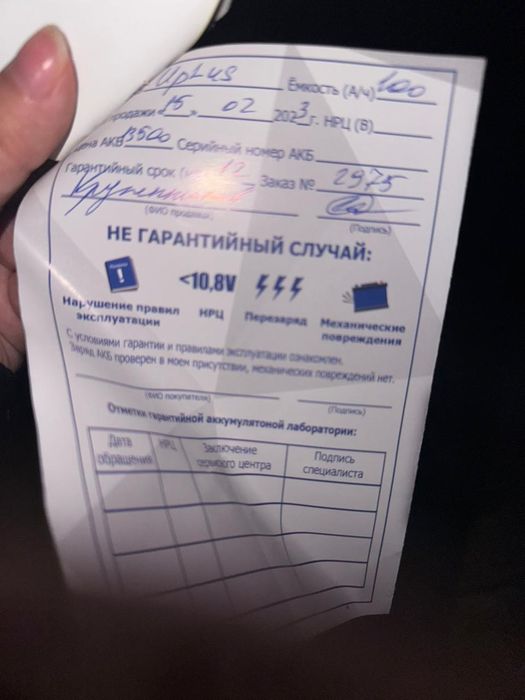 Uplus Ёмкость (А/ч) 100
продажи 15 » 02 2023 г. НРЦ (В)
цена АКБ 13500 Серийный номер АКБ
Гарантийный срок 12 Заказ № 2975
(ФИО продавца) (Подпись)
НЕ ГАРАНТИЙНЫЙ СЛУЧАЙ:
<10,8V
Нарушение правил эксплуатации НРЦ Перезаряд Механические повреждения
С условиями гарантии и правилами эксплуатации ознакомлен.
Заряд АКБ проверен в моем присутствии, механических повреждений нет.
(ФИО покупателя) (Подпись)
Отметки гарантийной аккумулятоной лаборатории:
Дата обращения НРЦ Заключение сервисного центра Подпись специалиста